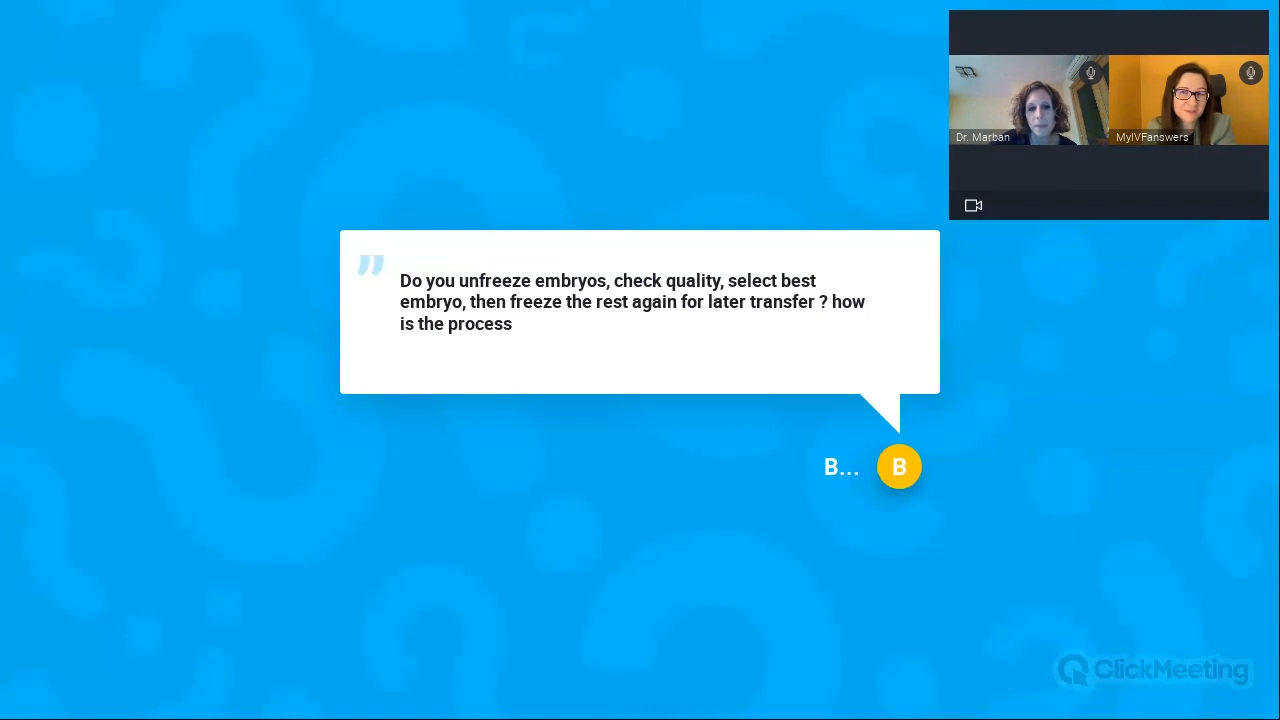 Dr. Marban
MyIVFanswers
Do you unfreeze embryos, check quality, select best
embryo, then freeze the rest again for later transfer ? how
is the process
B...
B
ClickMeeting